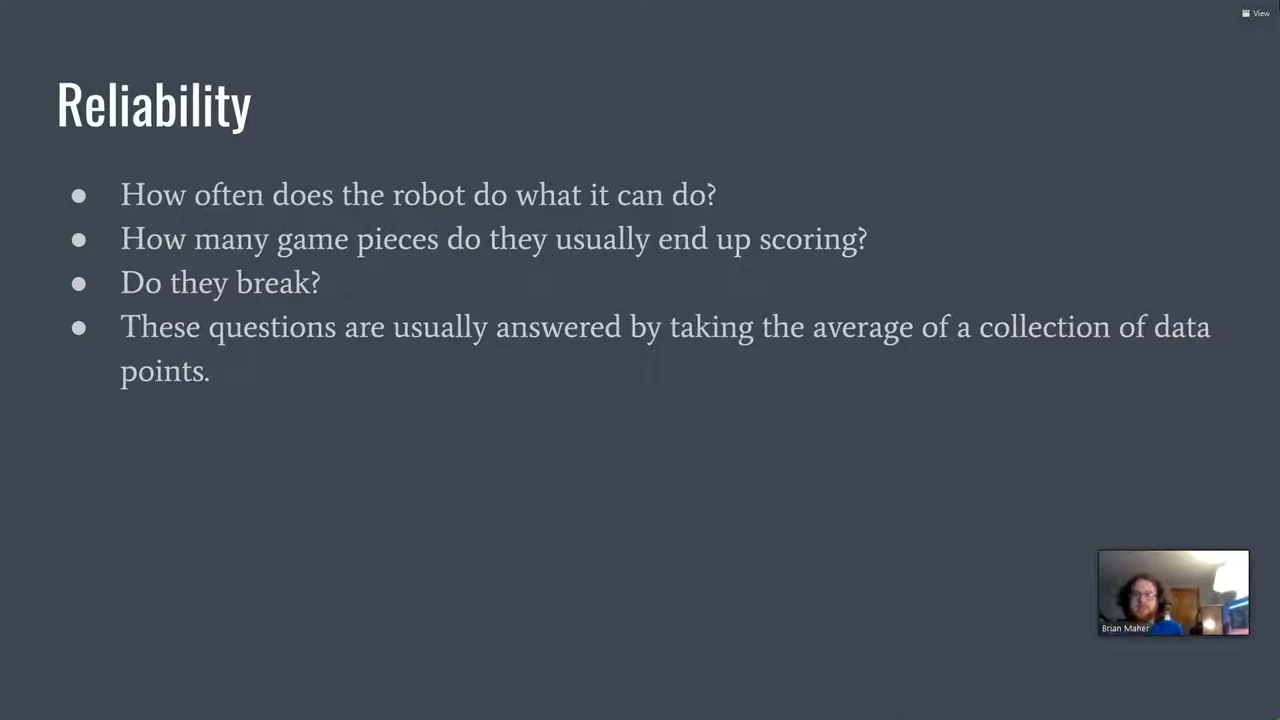 View
Reliability
● How often does the robot do what it can do?
● How many game pieces do they usually end up scoring?
● Do they break?
● These questions are usually answered by taking the average of a collection of data
points.
Brian Maher